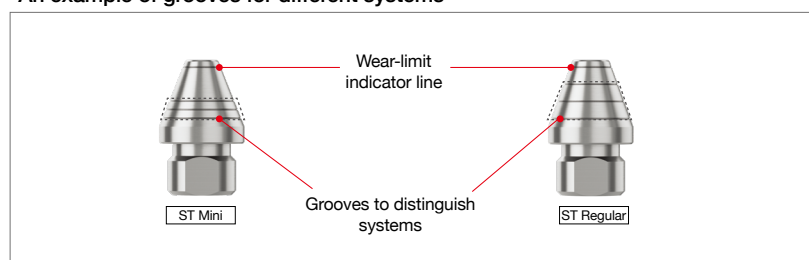 An example of grooves for different systems
Wear-limit
indicator line
Grooves to distinguish
systems
ST Mini
ST Regular